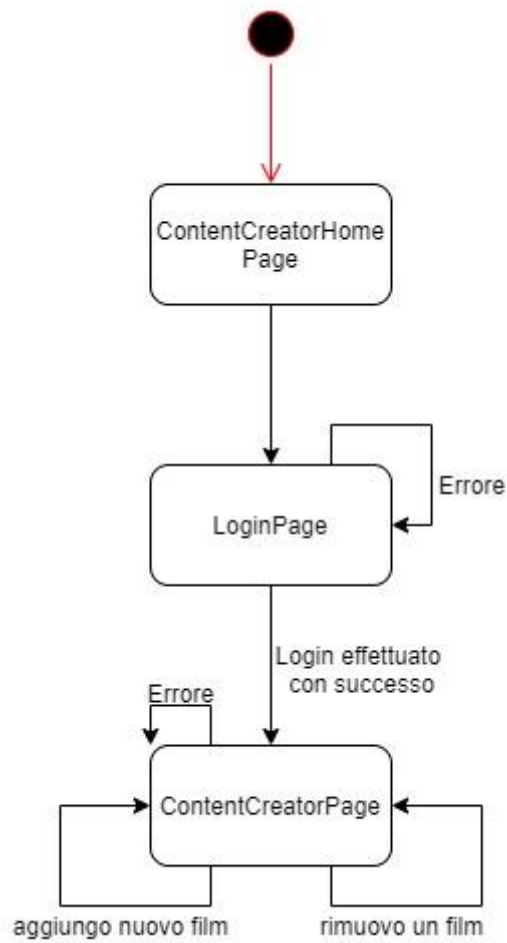 ContentCreatorHome
Page
Errore
LoginPage
Login effettuato
con successo
Errore
ContentCreatorPage
aggiungo nuovo film
rimuovo un film